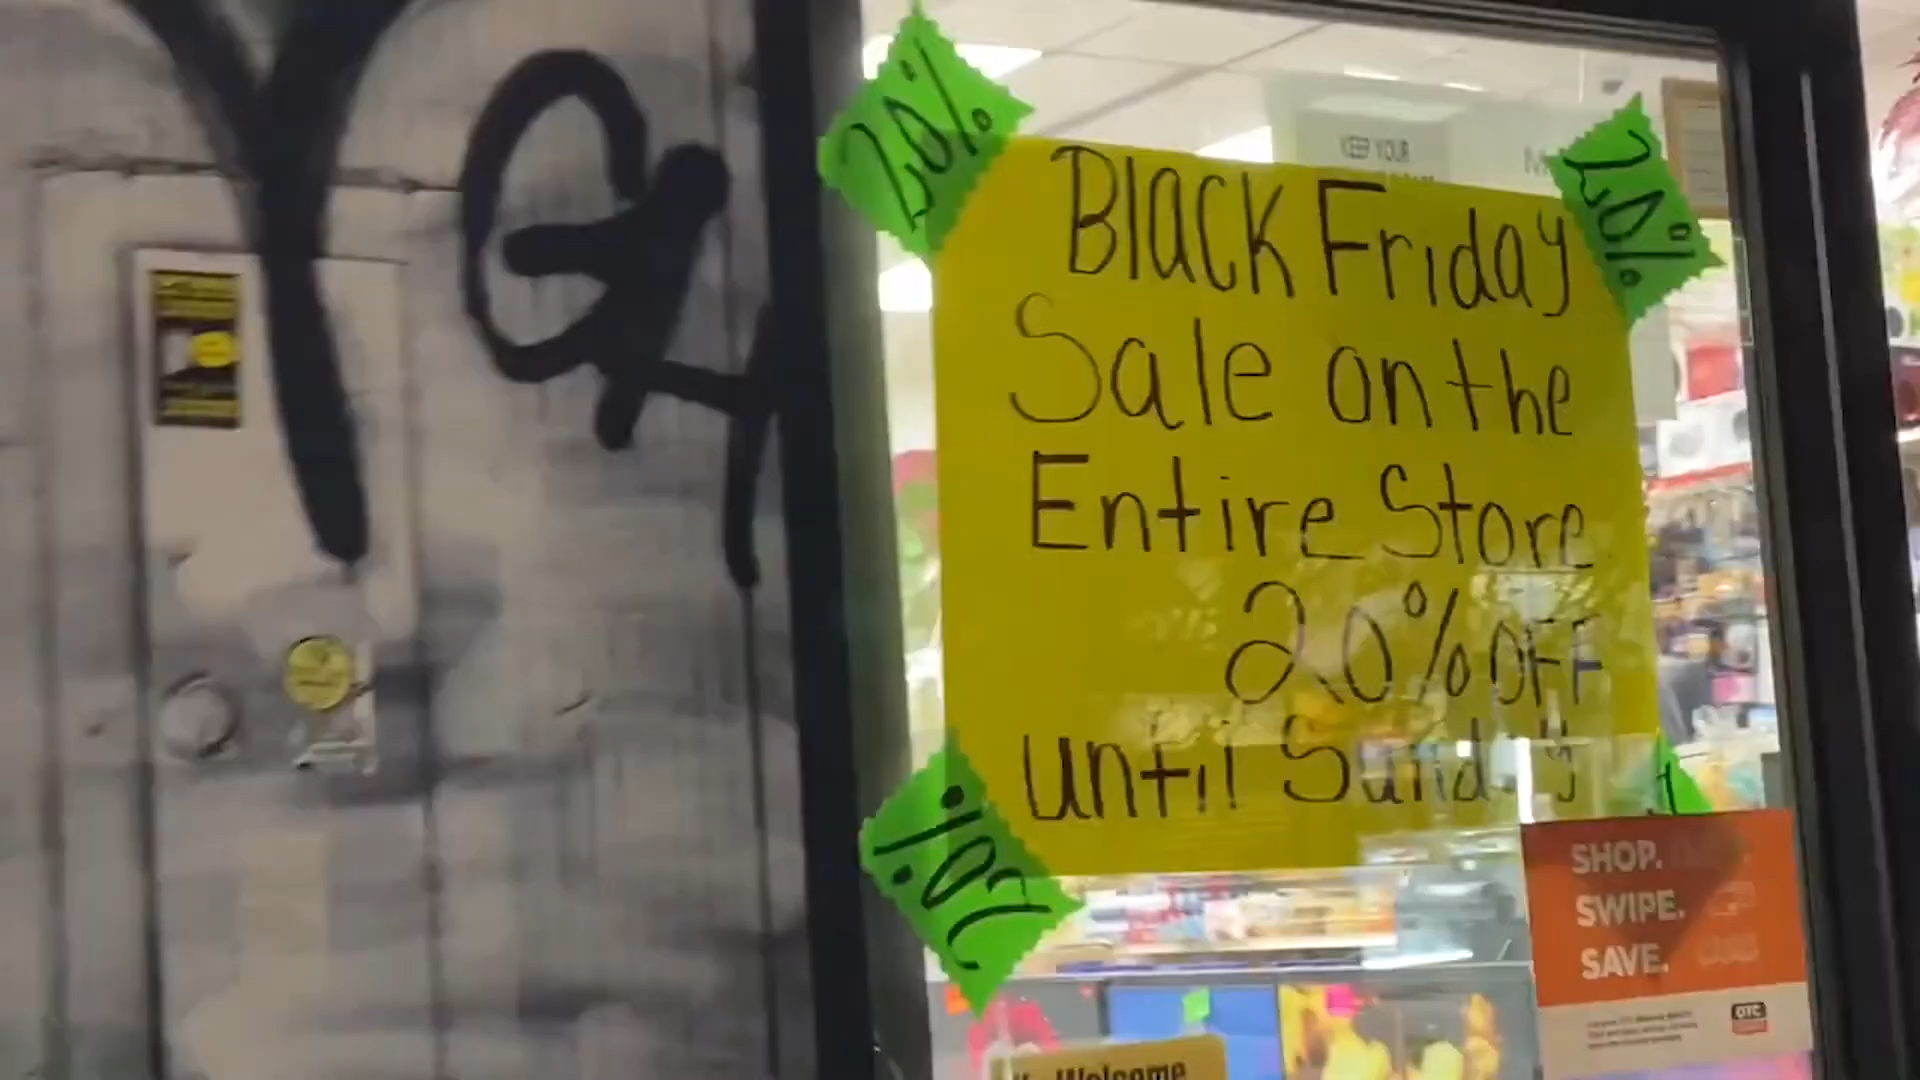 20%
20%
KEEP YOUR
Black Friday
Sale on the
Entire Store
20% OFF
until Sunday
20%
SHOP.
SWIPE.
SAVE.
OTC
Welcome